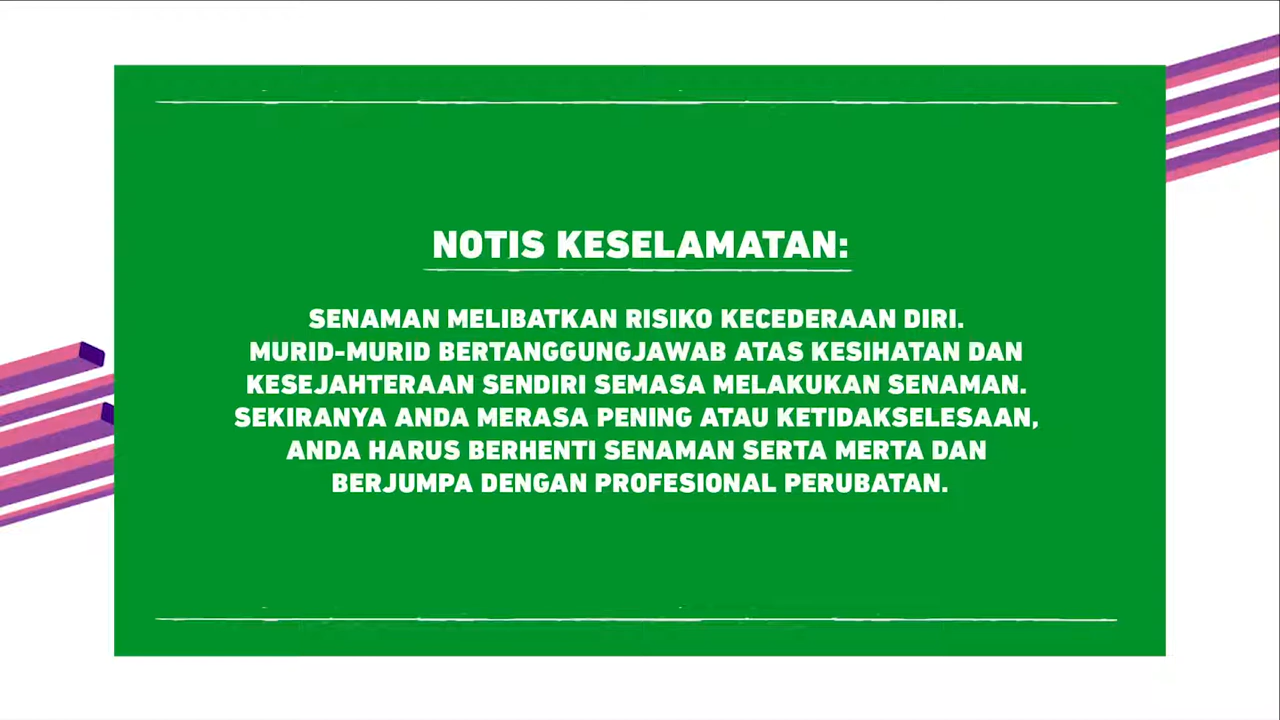 NOTIS KESELAMATAN:
SENAMAN MELIBATKAN RISIKO KECEDERAAN DIRI.
MURID-MURID BERTANGGUNGJAWAB ATAS KESIHATAN DAN
KESEJAHTERAAN SENDIRI SEMASA MELAKUKAN SENAMAN.
SEKIRANYA ANDA MERASA PENING ATAU KETIDAKSELESAAN,
ANDA HARUS BERHENTI SENAMAN SERTA MERTA DAN
BERJUMPA DENGAN PROFESIONAL PERUBATAN.